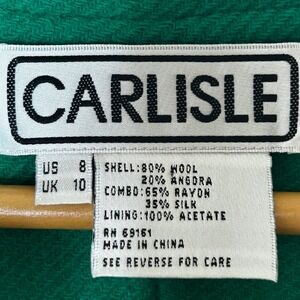 CARLISLE
US 8
UK 10
SHELL: 80% WOOL
20% ANGORA
COMBO: 65% RAYON
35% SILK
LINING: 100% ACETATE
RN 69161
MADE IN CHINA
SEE REVERSE FOR CARE